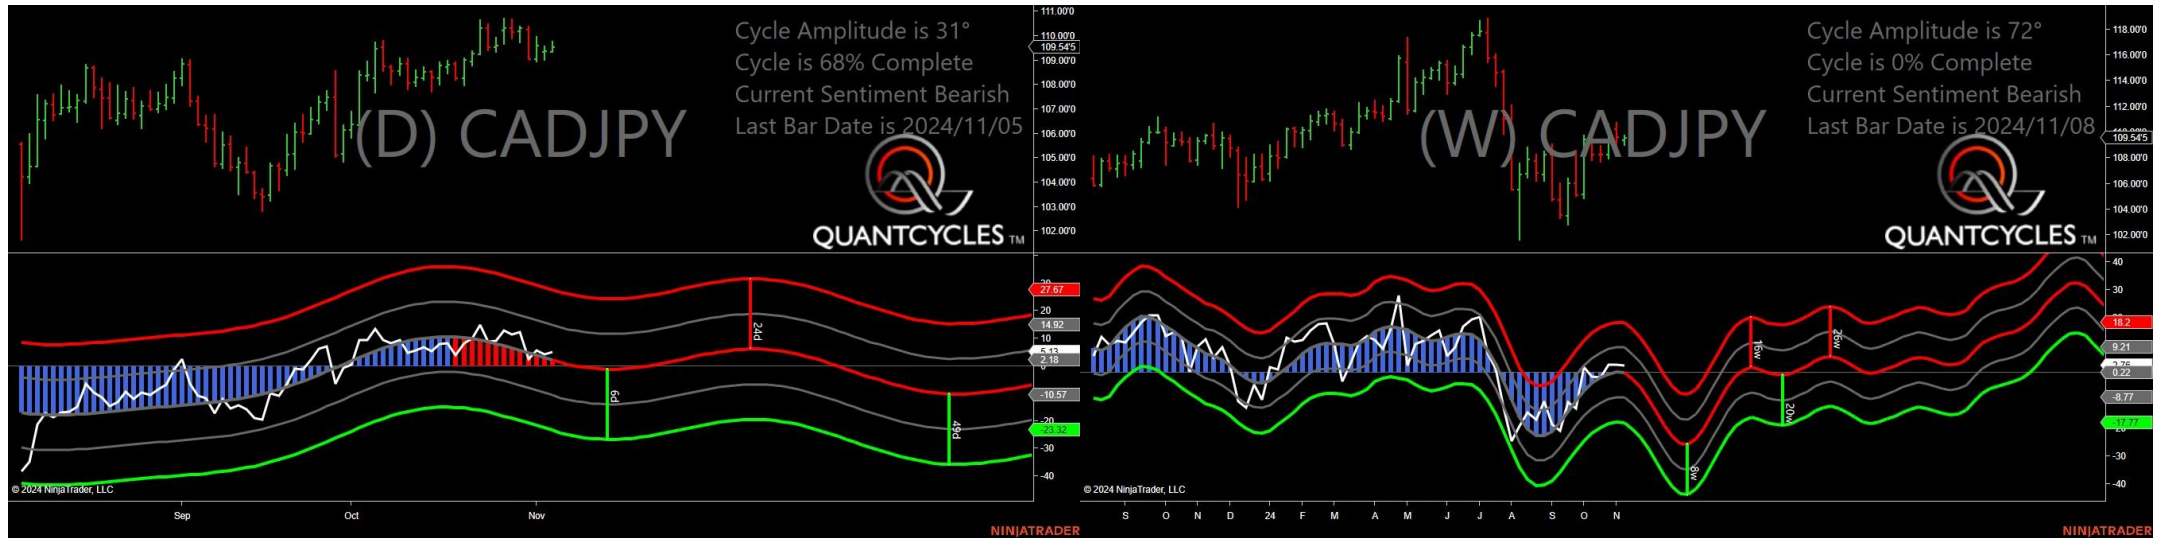 Cycle Amplitude is 31°
Cycle is 68% Complete
Current Sentiment Bearish
Last Bar Date is 2024/11/05
(D) CADJPY
QUANTCYCLES TM
111.00'0
110.00'0
109.54'5
109.00'0
108.00'0
107.00'0
106.00'0
105.00'0
104.00'0
103.00'0
102.00'0
27.67
20
14.92
10
5.13
2.18
0
-10.57
-20
-23.32
-30
-40
24d
6d
49d
© 2024 NinjaTrader, LLC
Sep Oct Nov
NINJATRADER
Cycle Amplitude is 72°
Cycle is 0% Complete
Current Sentiment Bearish
Last Bar Date is 2024/11/08
(W) CADJPY
QUANTCYCLES TM
118.00'0
116.00'0
114.00'0
112.00'0
109.54'5
108.00'0
106.00'0
104.00'0
102.00'0
40
30
18.2
9.21
0.22
-8.77
-17.77
-30
-40
16w
26w
20w
8w
© 2024 NinjaTrader, LLC
S O N D 24 F M A M J J A S O N
NINJATRADER